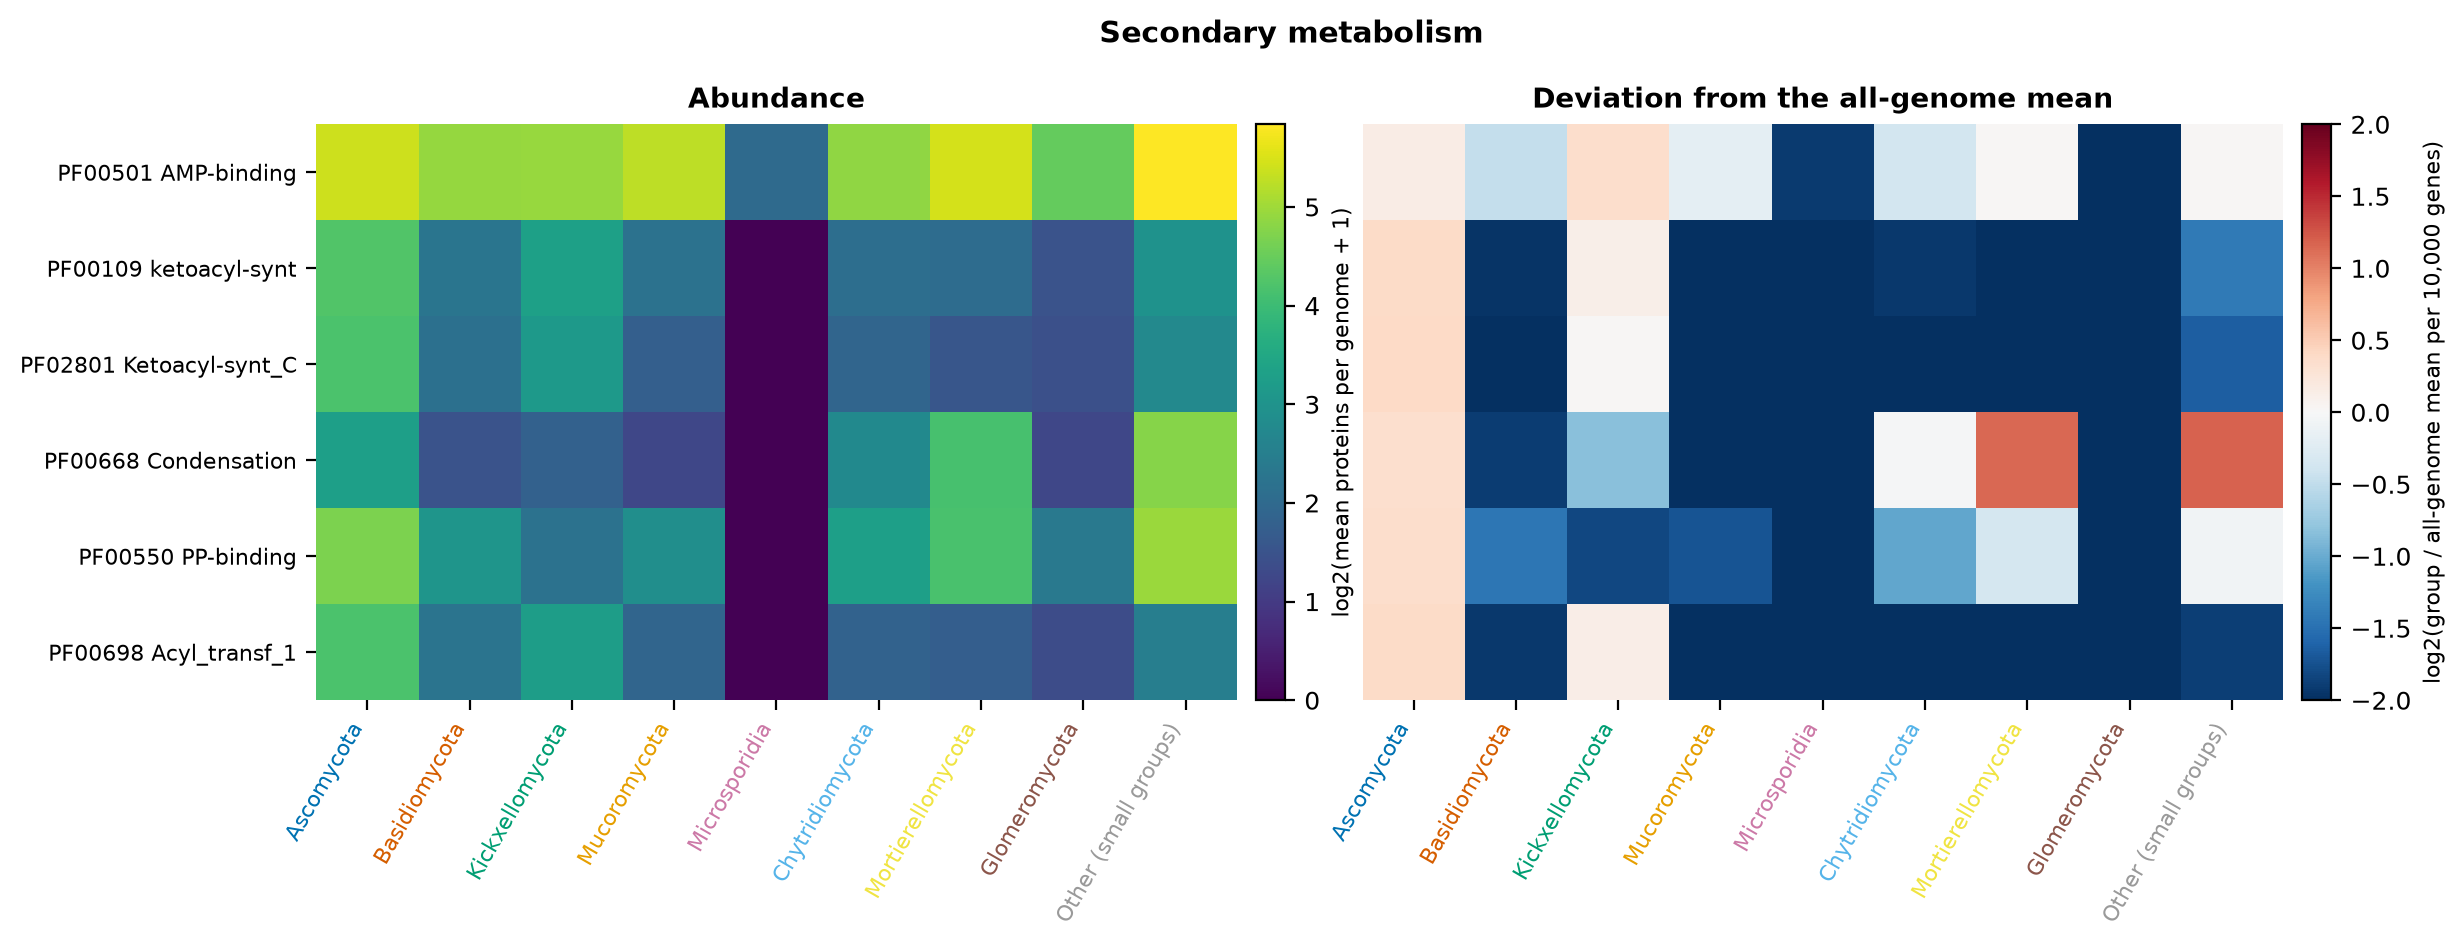 Secondary metabolism
Abundance
PF00501 AMP-binding
PF00109 ketoacyl-synt
PF02801 Ketoacyl-synt_C
PF00668 Condensation
PF00550 PP-binding
PF00698 Acyl_transf_1
Ascomycota
Basidiomycota
Kickxellomycota
Mucoromycota
Microsporidia
Chytridiomycota
Mortierellomycota
Glomeromycota
Other (small groups)
5
4
3
2
1
0
log2(mean proteins per genome + 1)
Deviation from the all-genome mean
Ascomycota
Basidiomycota
Kickxellomycota
Mucoromycota
Microsporidia
Chytridiomycota
Mortierellomycota
Glomeromycota
Other (small groups)
2.0
1.5
1.0
0.5
0.0
−0.5
−1.0
−1.5
−2.0
log2(group / all-genome mean per 10,000 genes)